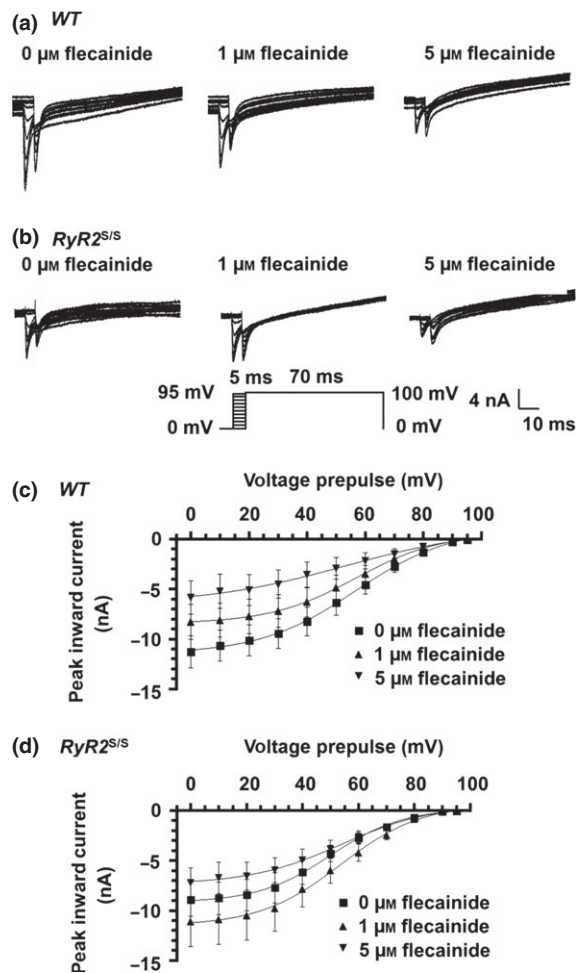 (a) WT
0 µM flecainide 1 µM flecainide 5 µM flecainide
(b) RyR2S/S
0 µM flecainide 1 µM flecainide 5 µM flecainide
5 ms 70 ms
95 mV 100 mV
0 mV 0 mV
4 nA
10 ms
(c) WT
Voltage prepulse (mV)
0 20 40 60 80 100
0
−5
−10
−15
Peak inward current
(nA)
0 µM flecainide
1 µM flecainide
5 µM flecainide
(d) RyR2S/S
Voltage prepulse (mV)
0 20 40 60 80 100
0
−5
−10
−15
Peak inward current
(nA)
0 µM flecainide
1 µM flecainide
5 µM flecainide